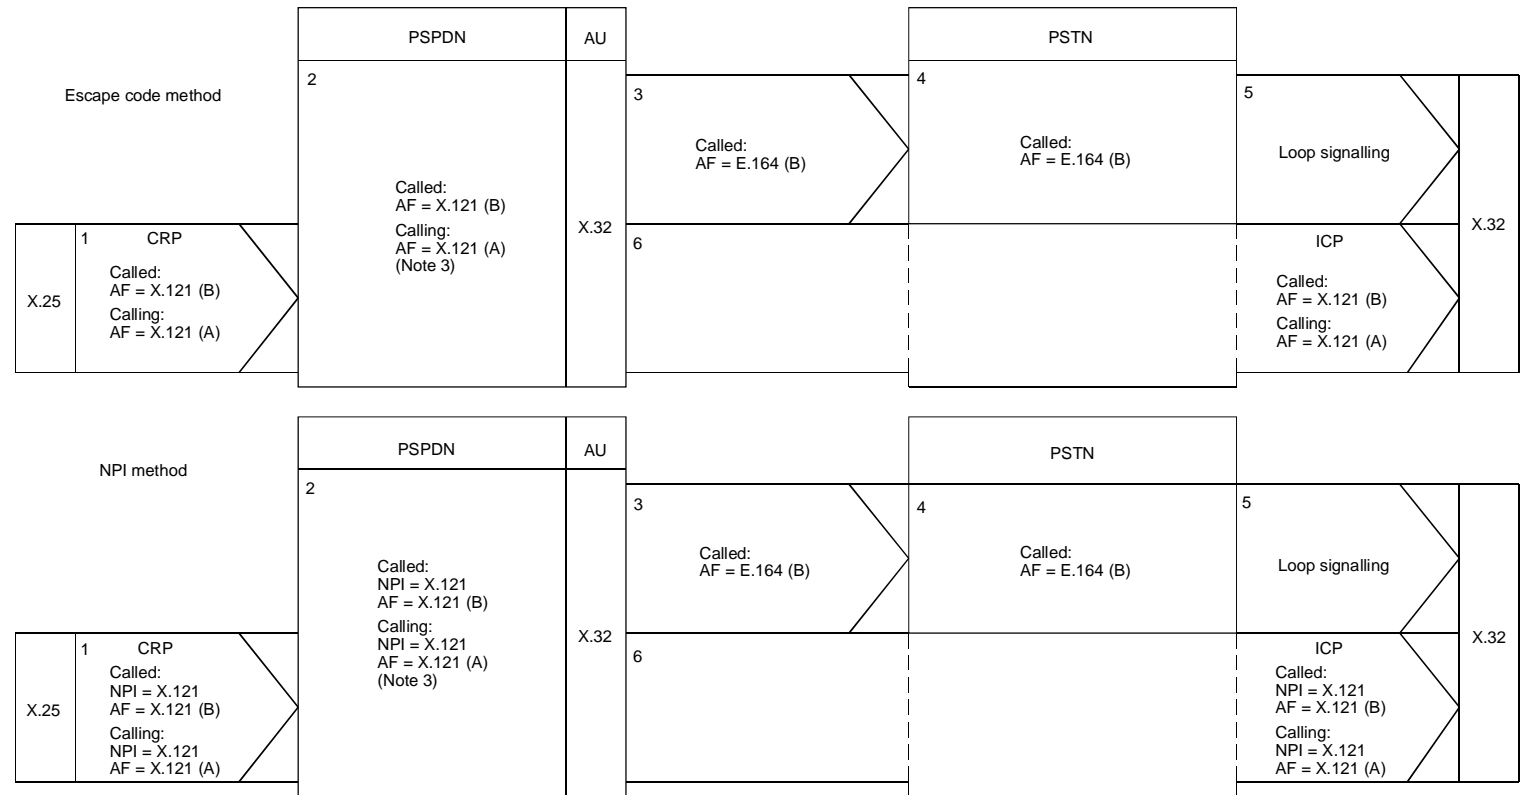 PSPDN
AU
PSTN
Escape code method
2
3
4
5
Called:
AF = E.164 (B)
Called:
AF = E.164 (B)
Loop signalling
Called:
AF = X.121 (B)
Calling:
AF = X.121 (A)
(Note 3)
X.32
X.32
X.25
1
CRP
Called:
AF = X.121 (B)
Calling:
AF = X.121 (A)
6
ICP
Called:
AF = X.121 (B)
Calling:
AF = X.121 (A)
PSPDN
AU
PSTN
NPI method
2
3
4
5
Called:
AF = E.164 (B)
Called:
AF = E.164 (B)
Loop signalling
Called:
NPI = X.121
AF = X.121 (B)
Calling:
NPI = X.121
AF = X.121 (A)
(Note 3)
X.32
X.32
X.25
1
CRP
Called:
NPI = X.121
AF = X.121 (B)
Calling:
NPI = X.121
AF = X.121 (A)
6
ICP
Called:
NPI = X.121
AF = X.121 (B)
Calling:
NPI = X.121
AF = X.121 (A)